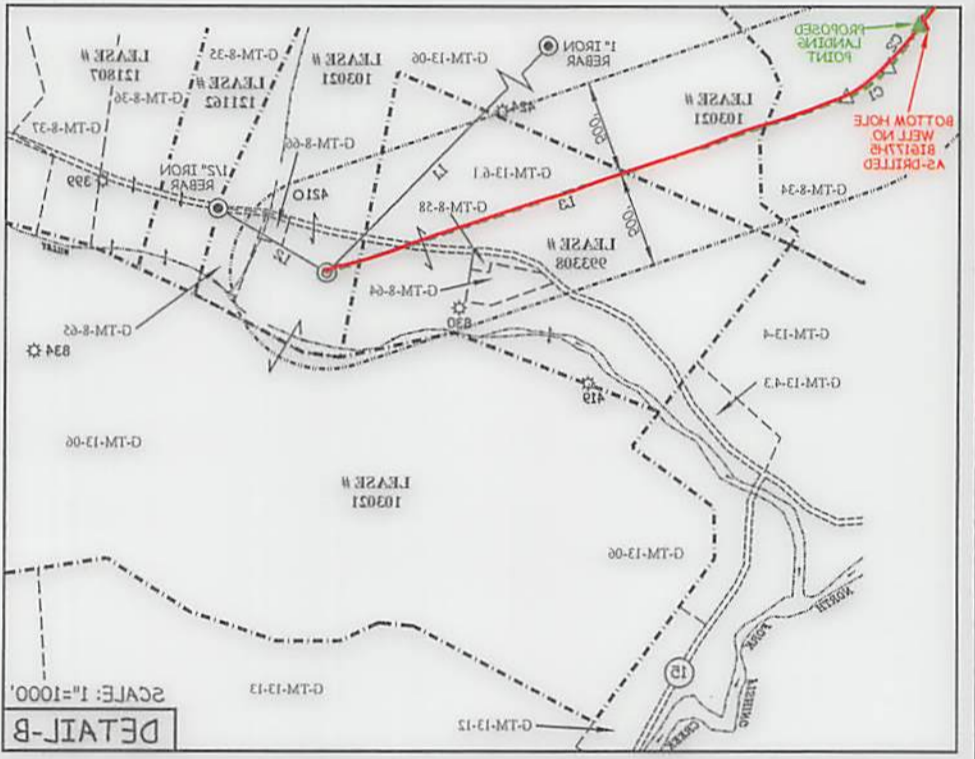 PROPOSED
LANDING
POINT
BOTTOM HOLE
WELL NO.
BIG177H5
AS-DRILLED
C2
C1
LEASE #
121807
G-TM-8-35
LEASE #
121162
G-TM-8-36
G-TM-8-37
LEASE #
103021
G-TM-13-06
1" IRON
REBAR
424
LEASE #
103021
500'
500'
G-TM-8-34
G-TM-8-66
1/2" IRON
REBAR
399
421
L1
L2
L3
G-TM-13-6.1
G-TM-8-58
LEASE #
993308
G-TM-8-64
830
G-TM-8-65
834
G-TM-13-4
G-TM-13-4.3
419
G-TM-13-06
LEASE #
103021
G-TM-13-06
NORTH
FORK
FISHING
CREEK
15
G-TM-13-13
G-TM-13-12
SCALE: 1"=1000'
DETAIL-B